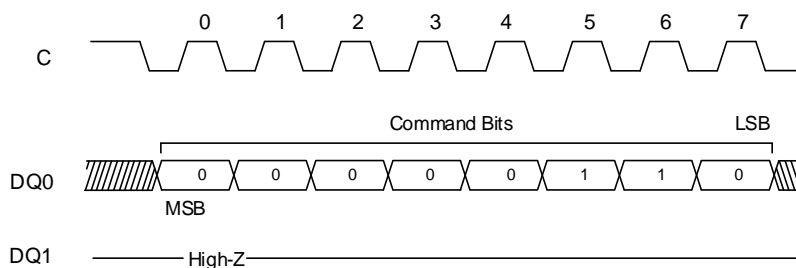 0 1 2 3 4 5 6 7
C
Command Bits LSB
DQ0 0 0 0 0 0 1 1 0
MSB
DQ1 High-Z